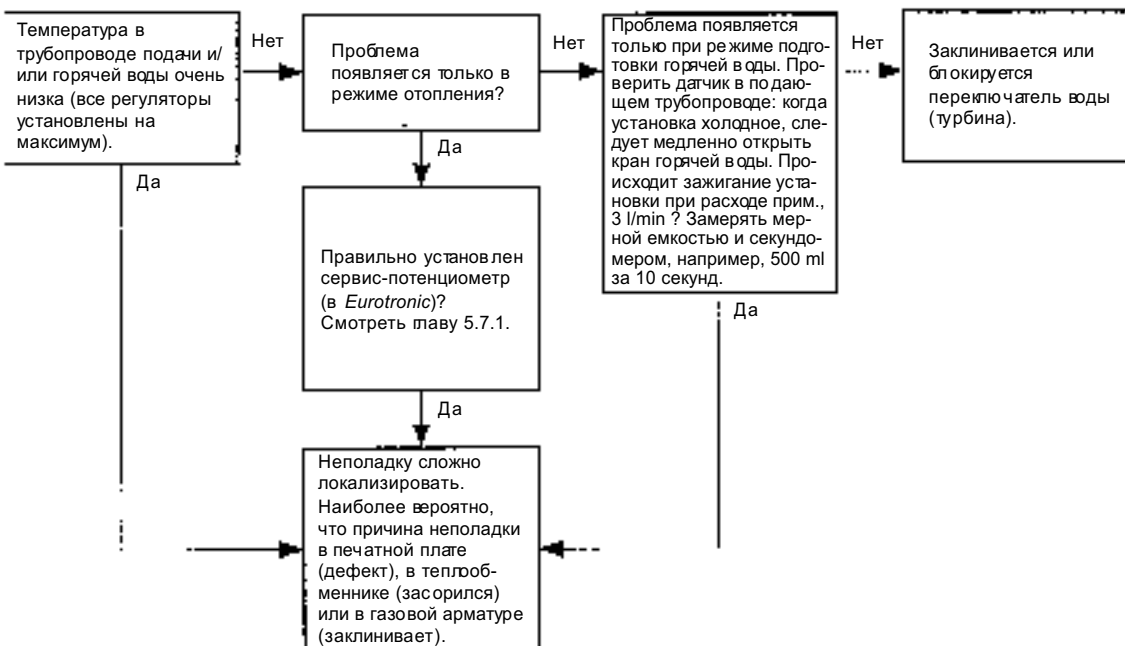 Температура в
трубопроводе подачи и/
или горячей воды очень
низка (все регуляторы
установлены на
максимум).
Нет
Проблема
появляется только в
режиме отопления?
Нет
Проблема появляется
только при режиме подго-
товки горячей воды. Про-
верить датчик в подаю-
щем трубопроводе: когда
установка холодное, сле-
дует медленно открыть
кран горячей воды. Про-
исходит зажигание уста-
новки при расходе прим.,
3 l/min ? Замерять мер-
ной емкостью и секундо-
мером, например, 500 ml
за 10 секунд.
Нет
Заклинивается или
блокируется
переключатель воды
(турбина).
Да
Да
Правильно установлен
сервис-потенциометр
(в Eurotronic)?
Смотреть главу 5.7.1.
Да
Да
Неполадку сложно
локализировать.
Наиболее вероятно,
что причина неполадки
в печатной плате
(дефект), в теплооб-
меннике (засорился)
или в газовой арматуре
(заклинивает).